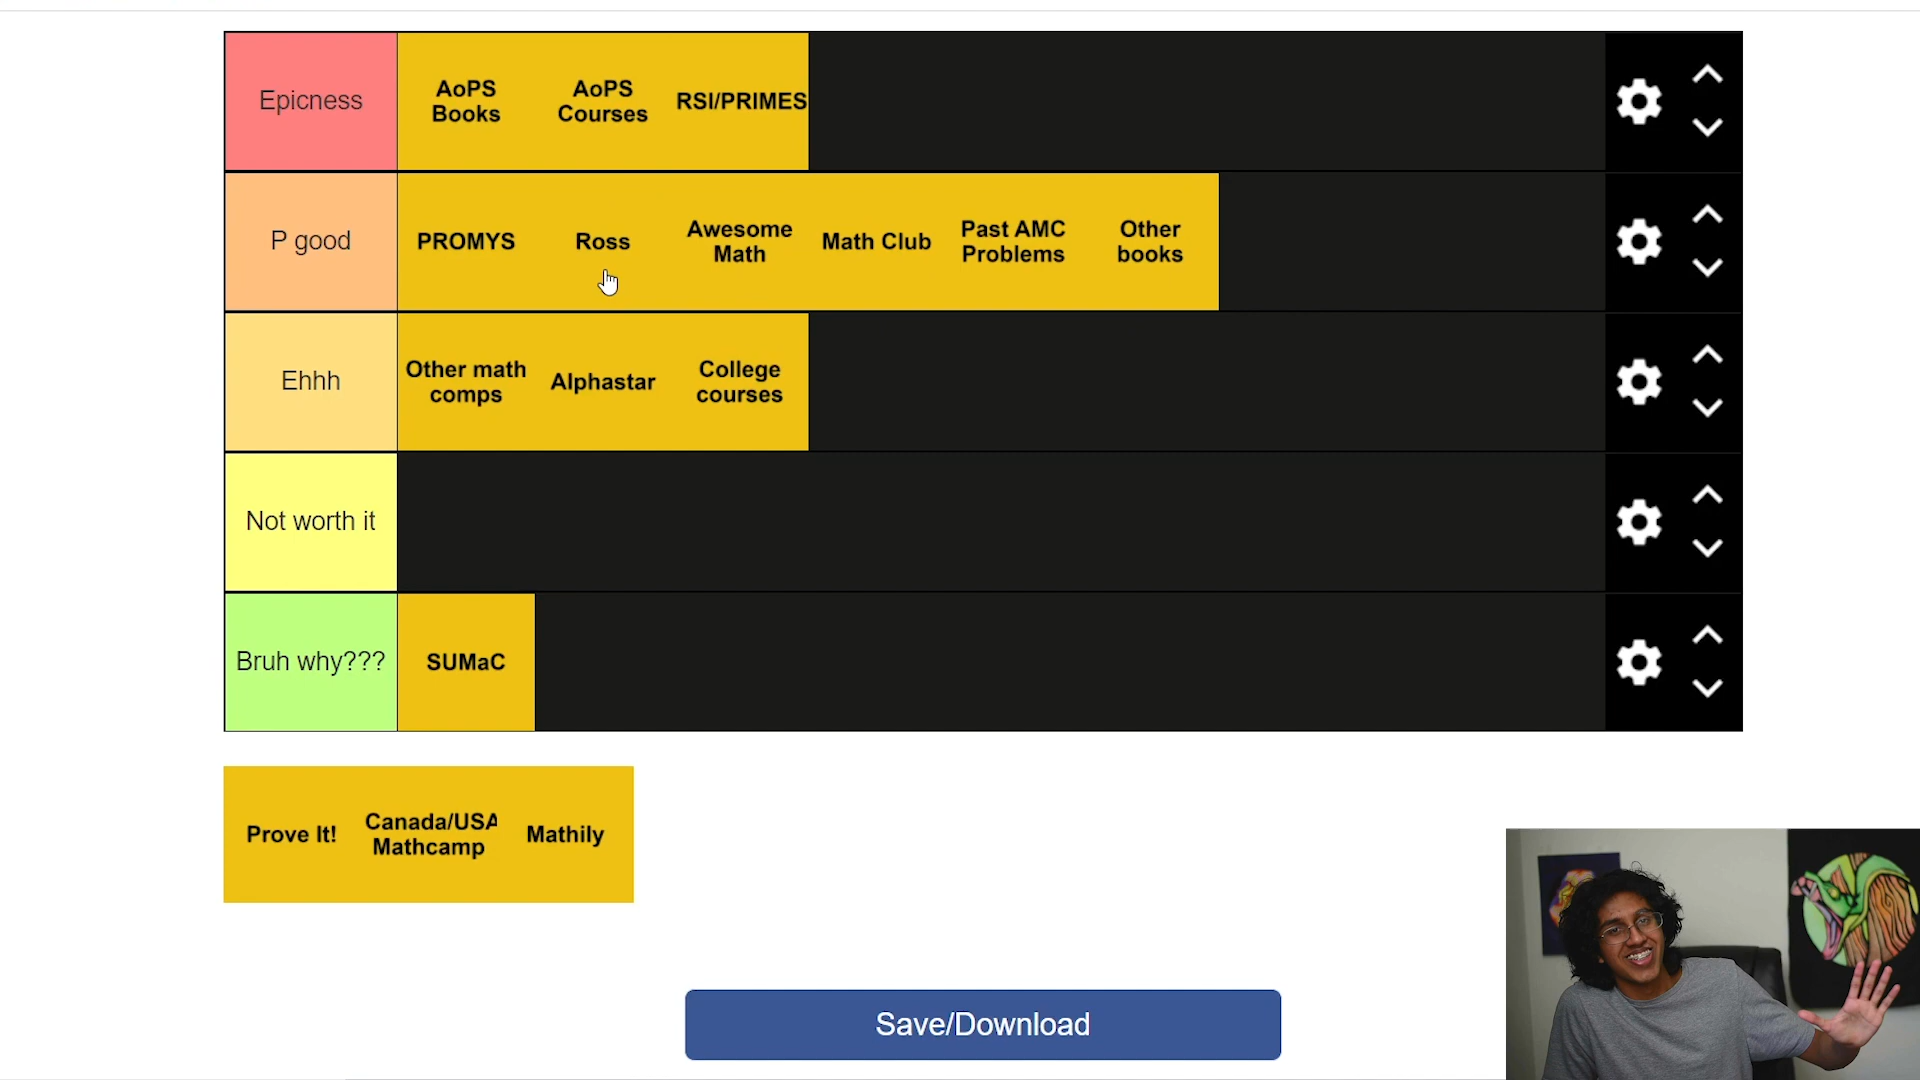 Epicness
AoPS
Books
AoPS
Courses
RSI/PRIMES
P good
PROMYS
Ross
Awesome
Math
Math Club
Past AMC
Problems
Other
books
Ehhh
Other math
comps
Alphastar
College
courses
Not worth it
Bruh why???
SUMaC
Prove It!
Canada/USA
Mathcamp
Mathily
Save/Download